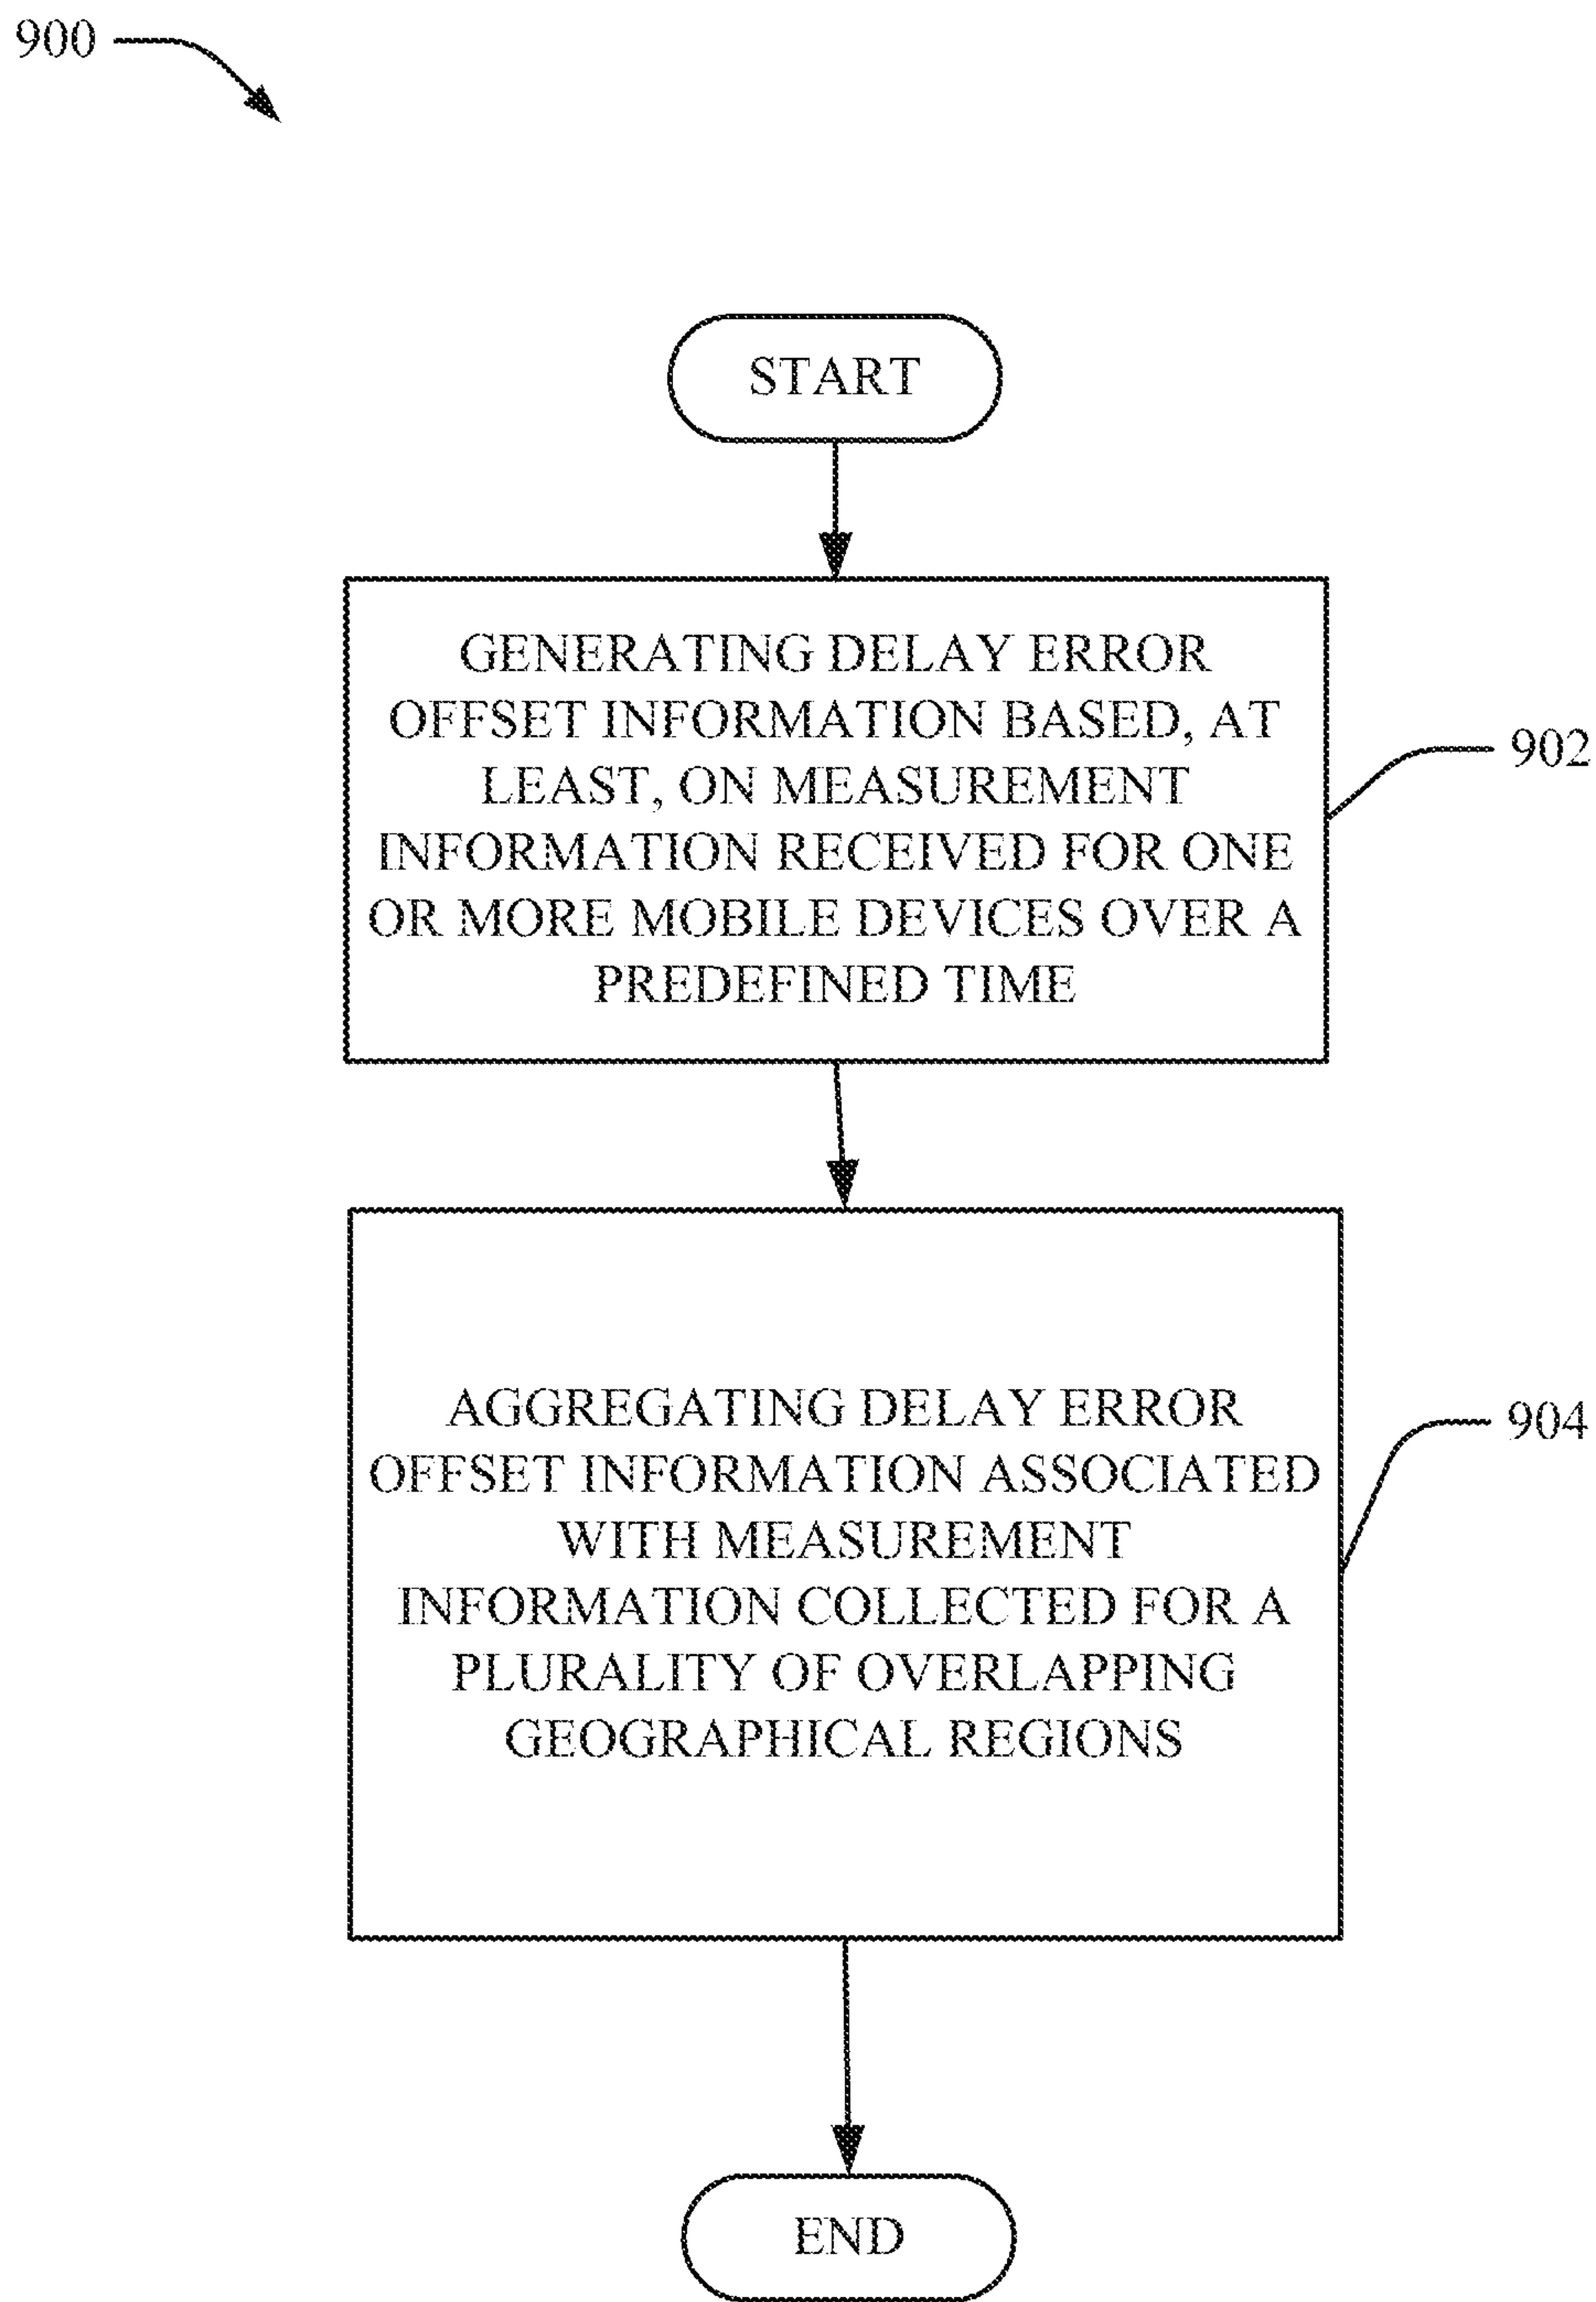 900
START
GENERATING DELAY ERROR
OFFSET INFORMATION BASED, AT
LEAST, ON MEASUREMENT
INFORMATION RECEIVED FOR ONE
OR MORE MOBILE DEVICES OVER A
PREDEFINED TIME
902
AGGREGATING DELAY ERROR
OFFSET INFORMATION ASSOCIATED
WITH MEASUREMENT
INFORMATION COLLECTED FOR A
PLURALITY OF OVERLAPPING
GEOGRAPHICAL REGIONS
904
END